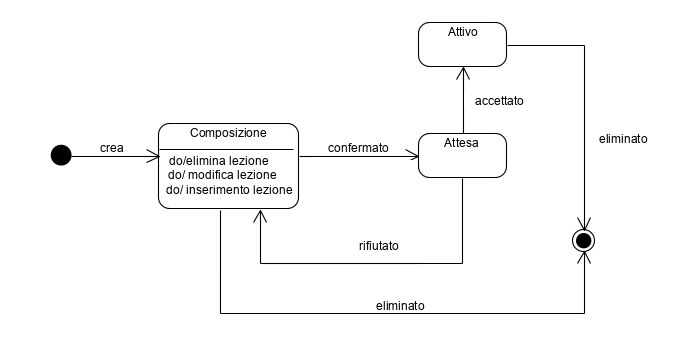 Attivo
accettato
Composizione
crea
confermato
Attesa
eliminato
do/elimina lezione
do/ modifica lezione
do/ inserimento lezione
rifiutato
eliminato